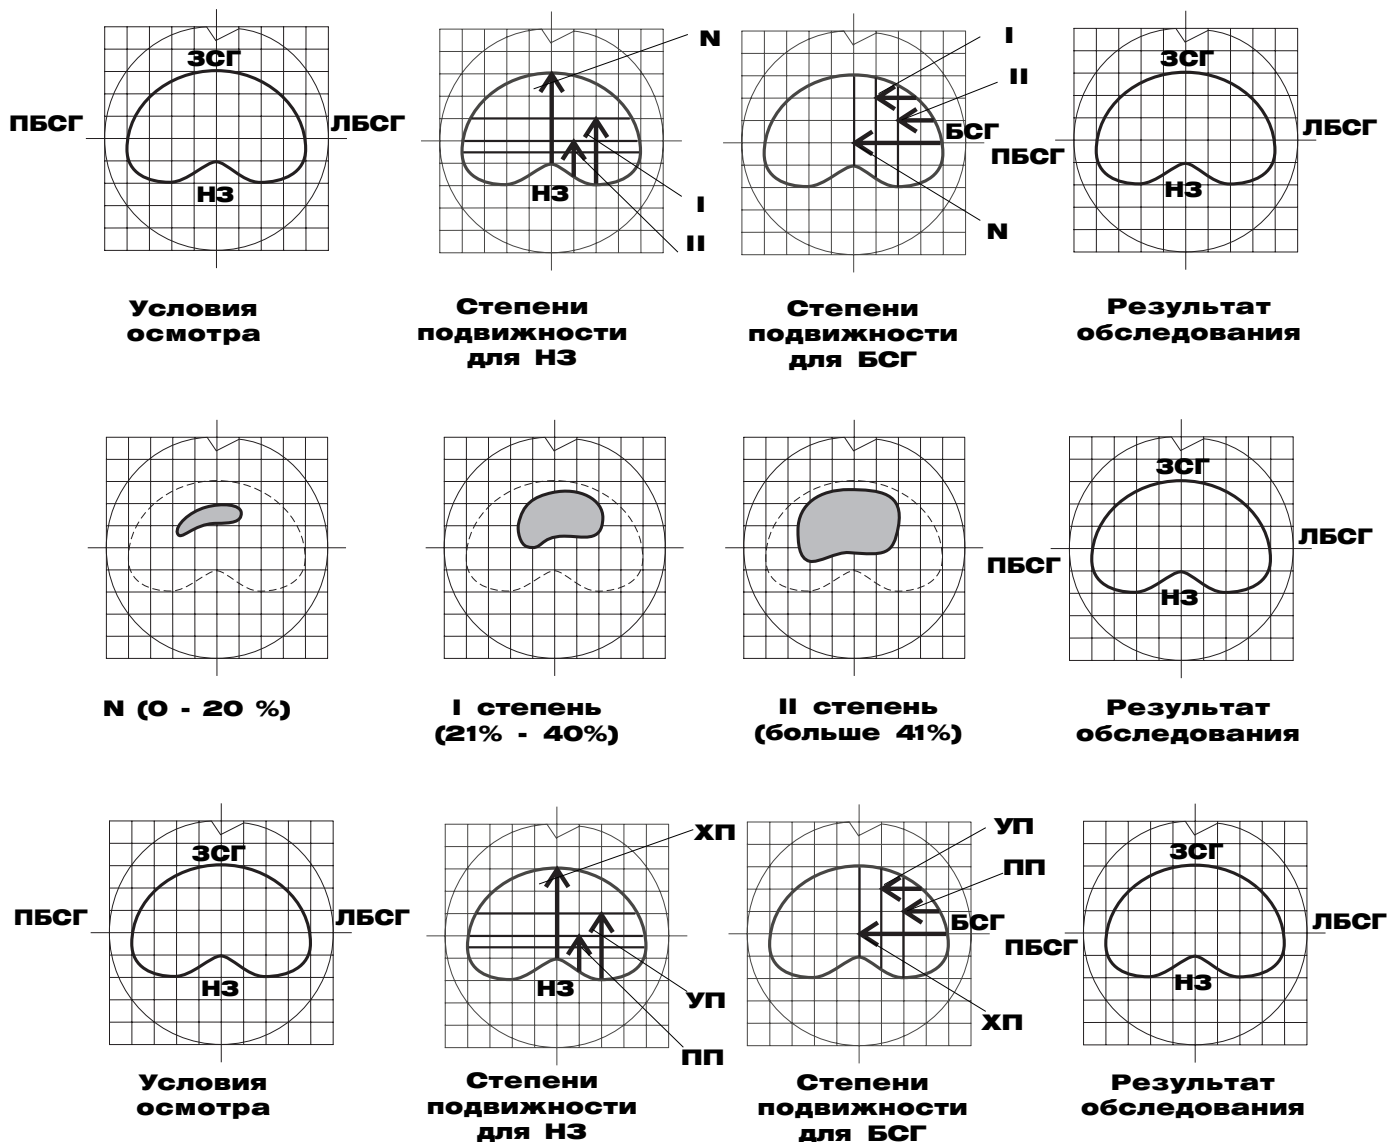 ЗСГ
ПБСГ
ЛБСГ
НЗ
Условия
осмотра
N
НЗ
I
II
Степени
подвижности
для НЗ
I
II
БСГ
N
Степени
подвижности
для БСГ
ЗСГ
ПБСГ
ЛБСГ
НЗ
Результат
обследования
N (0 - 20 %)
I степень
(21% - 40%)
II степень
(больше 41%)
ЗСГ
ПБСГ
ЛБСГ
НЗ
Результат
обследования
ЗСГ
ПБСГ
ЛБСГ
НЗ
Условия
осмотра
ХП
НЗ
УП
ПП
Степени
подвижности
для НЗ
УП
ПП
БСГ
ХП
Степени
подвижности
для БСГ
ЗСГ
ПБСГ
ЛБСГ
НЗ
Результат
обследования